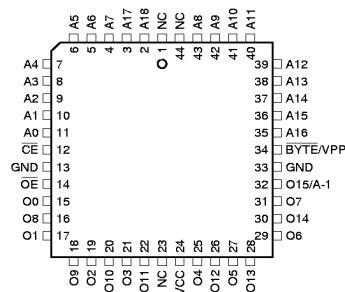 A5 A6 A7 A17 A18 NC NC A8 A9 A10 A11
6 5 4 3 2 1 44 43 42 41 40
A4 7 39 A12
A3 8 38 A13
A2 9 37 A14
A1 10 36 A15
A0 11 35 A16
CE 12 34 BYTE/VPP
GND 13 33 GND
OE 14 32 O15/A-1
O0 15 31 O7
O8 16 30 O14
O1 17 29 O6
18 19 20 21 22 23 24 25 26 27 28
O9 O2 O10 O3 O11 NC VCC O4 O12 O5 O13